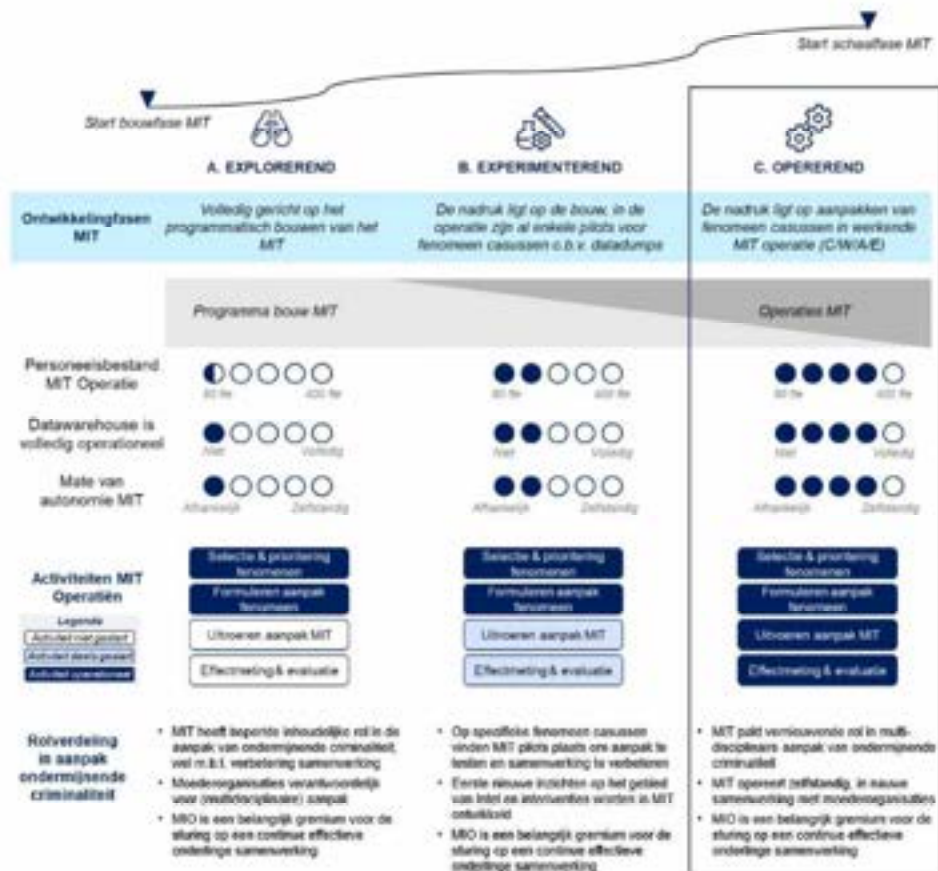 Start schaalfase MIT
Start bouwfase MIT
A. EXPLOREREND
B. EXPERIMENTEREND
C. OPEREREND
Ontwikkelingfasen
MIT
Volledig gericht op het
programmatisch bouwen van het
MIT
De nadruk ligt op de bouw, in de
operatie zijn al enkele pilots voor
fenomeen casussen o.b.v. datadumps
De nadruk ligt op aanpakken van
fenomeen casussen in werkende
MIT operatie (C/W/A/E)
Programma bouw MIT
Operaties MIT
Personeelsbestand
MIT Operatie
80 fte
400 fte
80 fte
400 fte
80 fte
400 fte
Datawarehouse is
volledig operationeel
Niet
Volledig
Niet
Volledig
Niet
Volledig
Mate van
autonomie MIT
Afhankelijk
Zelfstandig
Afhankelijk
Zelfstandig
Afhankelijk
Zelfstandig
Activiteiten MIT
Operatiën
Legenda
Activiteit niet gestart
Activiteit deels gestart
Activiteit operationeel
Selectie & prioritering
fenomenen
Formuleren aanpak
fenomeen
Uitvoeren aanpak MIT
Effectmeting & evaluatie
Selectie & prioritering
fenomenen
Formuleren aanpak
fenomeen
Uitvoeren aanpak MIT
Effectmeting & evaluatie
Selectie & prioritering
fenomenen
Formuleren aanpak
fenomeen
Uitvoeren aanpak MIT
Effectmeting & evaluatie
Rolverdeling
in aanpak
ondermijnende
criminaliteit
• MIT heeft beperkte inhoudelijke rol in de
aanpak van ondermijnende criminaliteit,
wel m.b.t. verbetering samenwerking
• Moederorganisaties verantwoordelijk
voor (multidisciplinaire) aanpak
• MIO is een belangrijk gremium voor de
sturing op een continue effectieve
onderlinge samenwerking
• Op specifieke fenomeen casussen
vinden MIT pilots plaats om aanpak te
testen en samenwerking te verbeteren
• Eerste nieuwe inzichten op het gebied
van Intel en interventies worden in MIT
ontwikkeld
• MIO is een belangrijk gremium voor de
sturing op een continue effectieve
onderlinge samenwerking
• MIT pakt vernieuwende rol in multi-
disciplinaire aanpak van ondermijnende
criminaliteit
• MIT opereert zelfstandig, in nauwe
samenwerking met moederorganisaties
• MIO is een belangrijk gremium voor de
sturing op een continue effectieve
onderlinge samenwerking